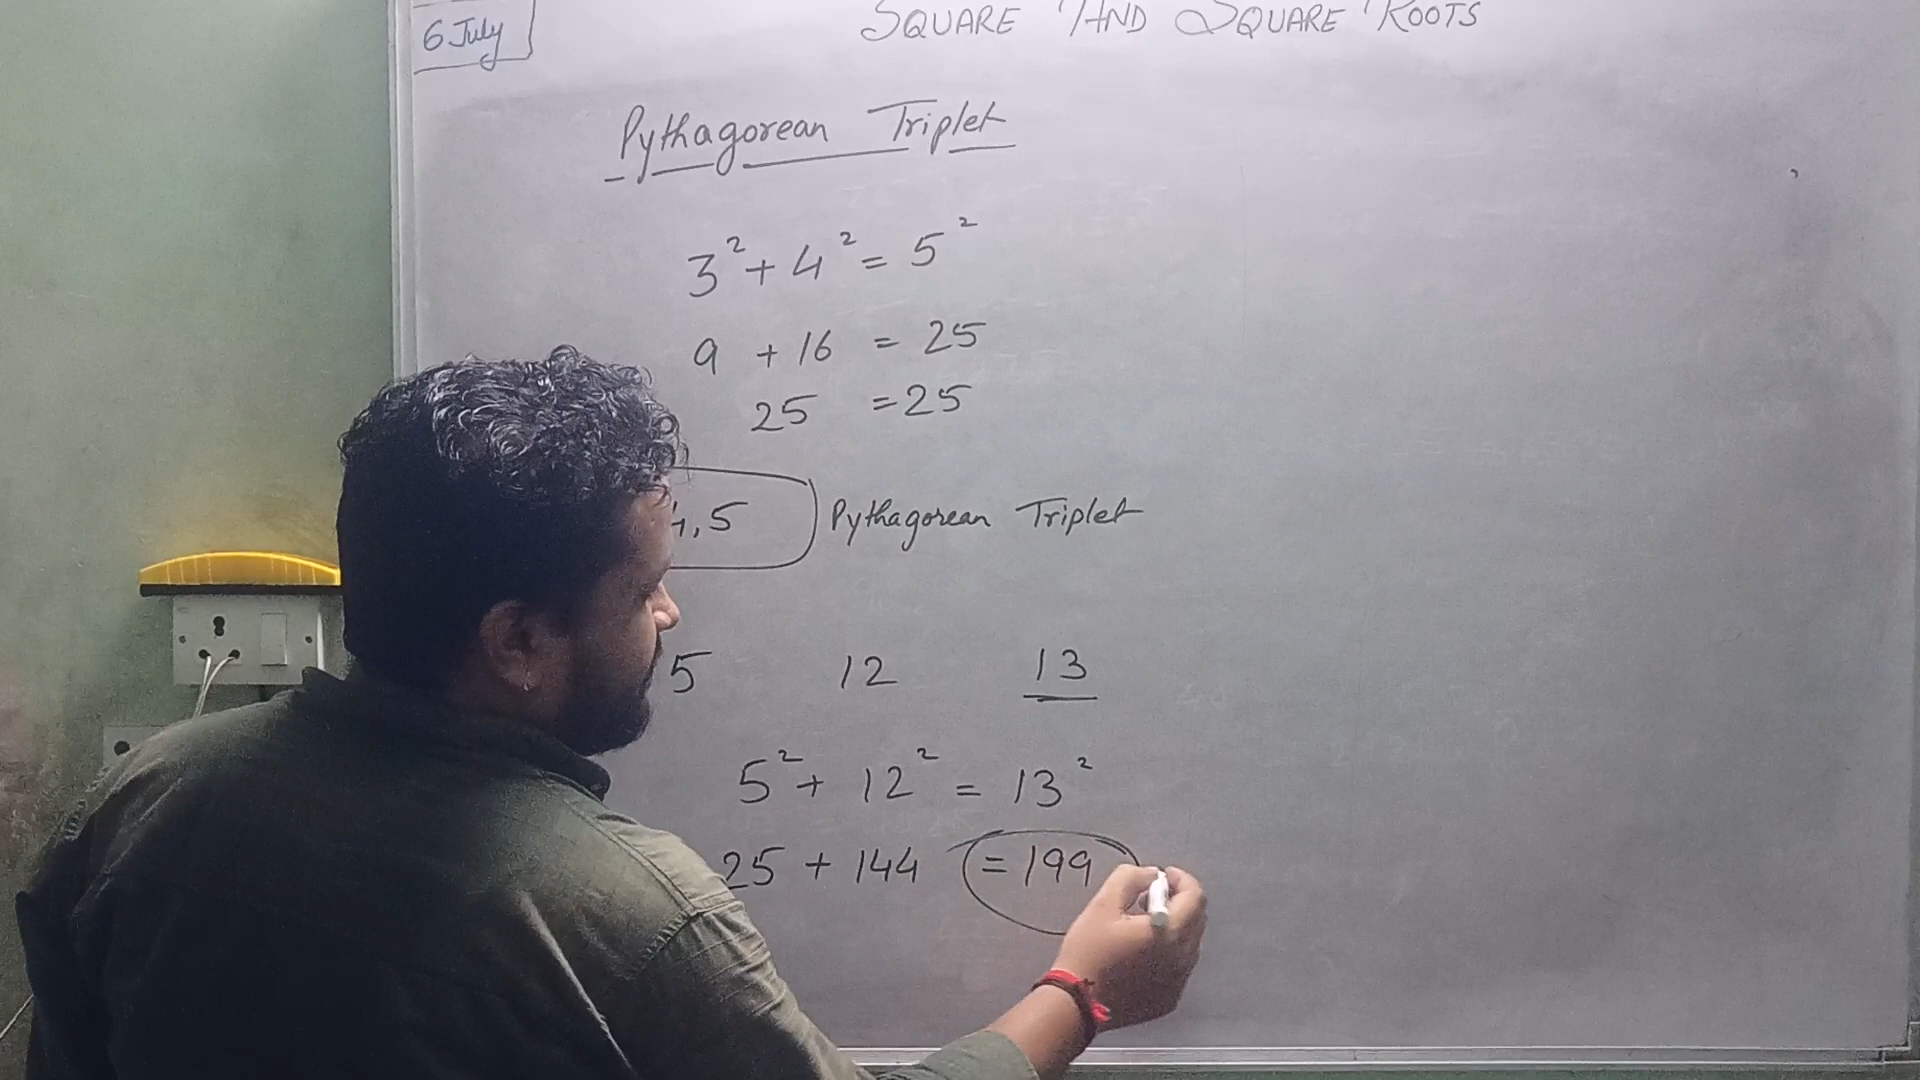 6 July
SQUARE AND SQUARE ROOTS
Pythagorean Triplet
3² + 4² = 5²
9 + 16 = 25
25 = 25
4, 5 Pythagorean Triplet
5 12 13
5² + 12² = 13²
25 + 144 = 199